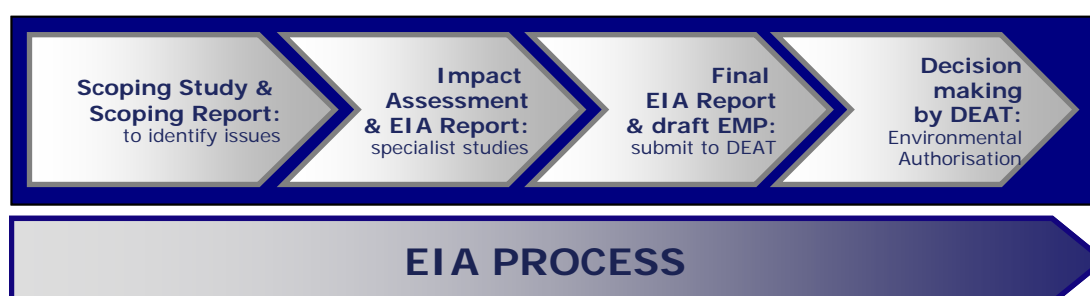 Scoping Study &
Scoping Report:
to identify issues
Impact
Assessment
& EIA Report:
specialist studies
Final
EIA Report
& draft EMP:
submit to DEAT
Decision
making
by DEAT:
Environmental
Authorisation
EIA PROCESS